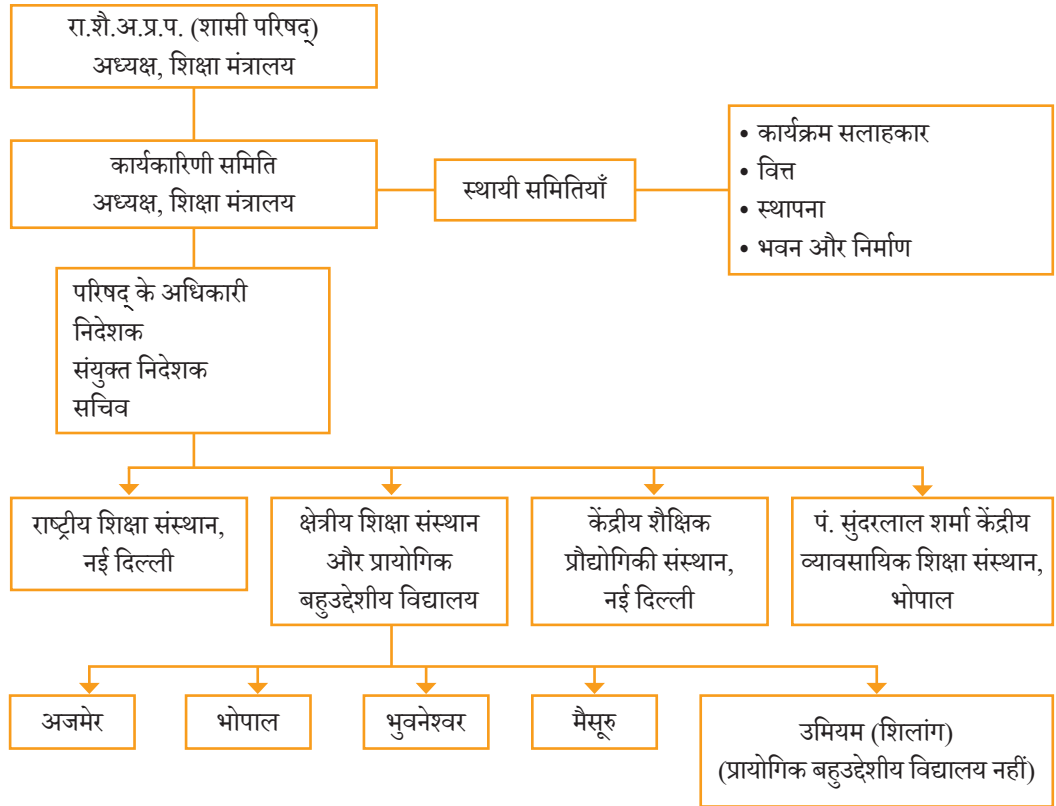 रा.शै.अ.प्र.प. (शासी परिषद्)
अध्यक्ष, शिक्षा मंत्रालय
कार्यकारिणी समिति
अध्यक्ष, शिक्षा मंत्रालय
स्थायी समितियाँ
• कार्यक्रम सलाहकार
• वित्त
• स्थापना
• भवन और निर्माण
परिषद् के अधिकारी
निदेशक
संयुक्त निदेशक
सचिव
राष्ट्रीय शिक्षा संस्थान,
नई दिल्ली
क्षेत्रीय शिक्षा संस्थान
और प्रायोगिक
बहुउद्देशीय विद्यालय
केंद्रीय शैक्षिक
प्रौद्योगिकी संस्थान,
नई दिल्ली
पं. सुंदरलाल शर्मा केंद्रीय
व्यावसायिक शिक्षा संस्थान,
भोपाल
अजमेर
भोपाल
भुवनेश्वर
मैसूरु
उमियम (शिलांग)
(प्रायोगिक बहुउद्देशीय विद्यालय नहीं)